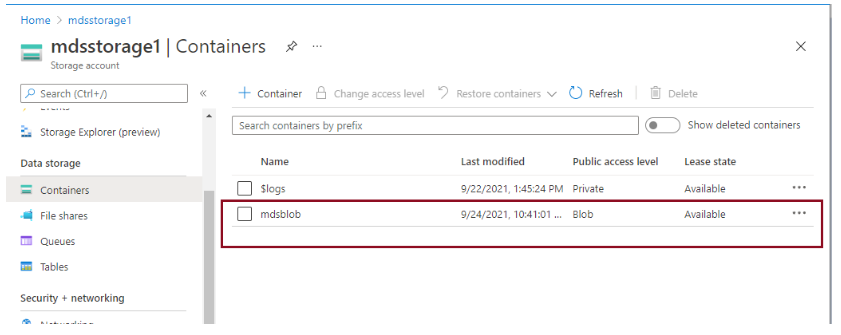 Home > mdsstorage1
mdsstorage1 | Containers ...
Storage account
Search (Ctrl+/) «
Storage Explorer (preview)
Data storage
Containers
File shares
Queues
Tables
Security + networking
+ Container Change access level Restore containers Refresh Delete
Search containers by prefix Show deleted containers
Name Last modified Public access level Lease state
$logs 9/22/2021, 1:45:24 PM Private Available ...
mdsblob 9/24/2021, 10:41:01 ... Blob Available ...